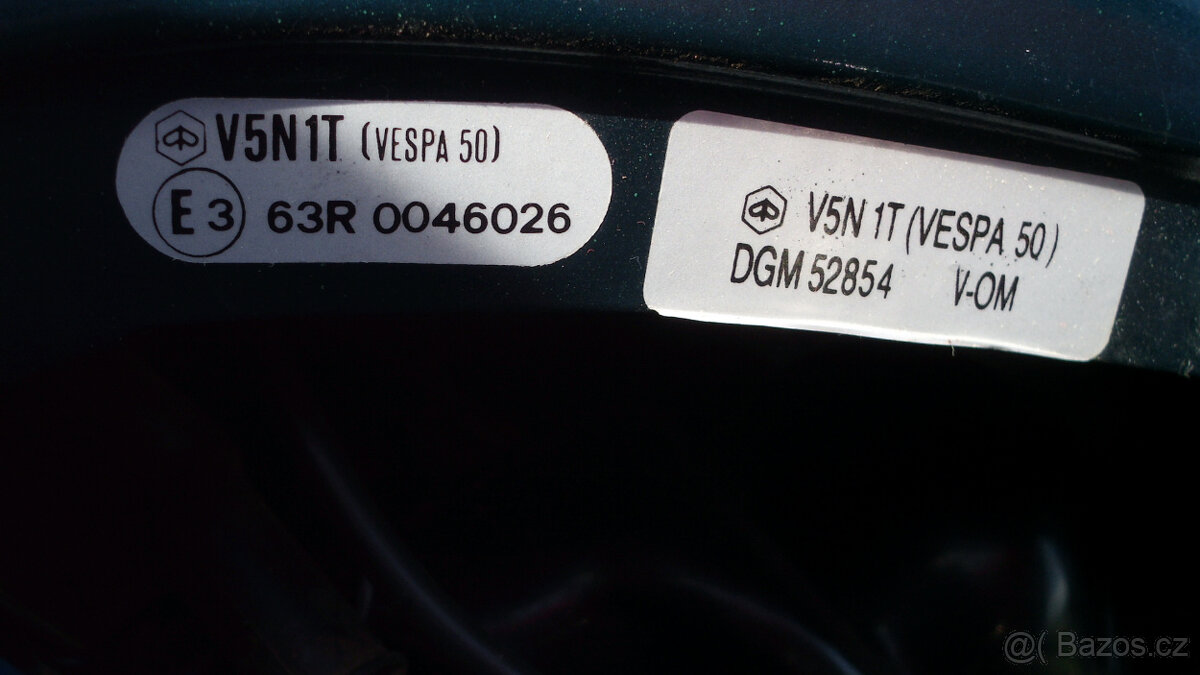 V5N1T (VESPA 50)
E3 63R 0046026
V5N 1T (VESPA 50)
DGM 52854 V-OM
@( Bazos.cz